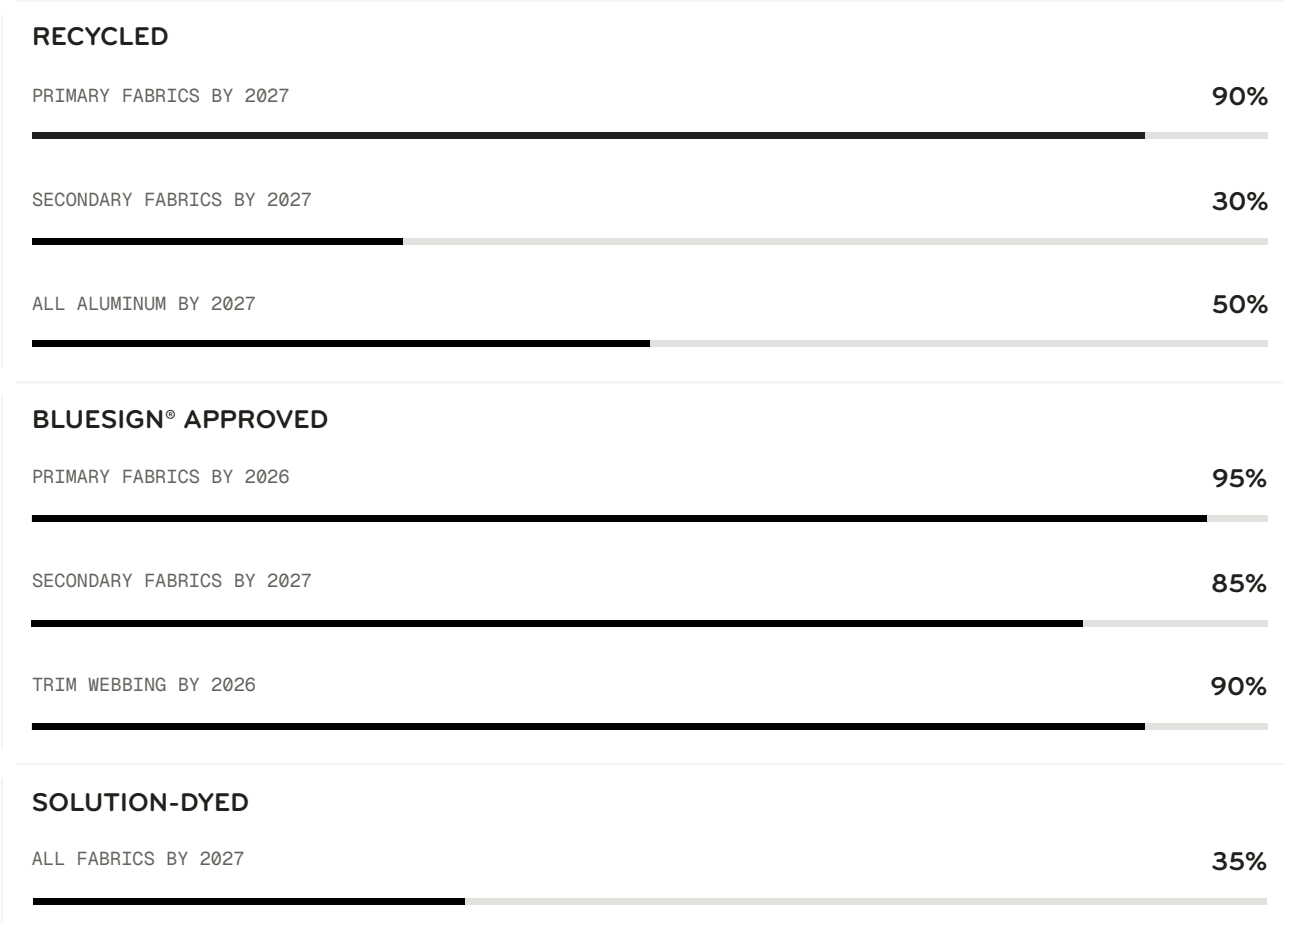 RECYCLED
PRIMARY FABRICS BY 2027 90%
SECONDARY FABRICS BY 2027 30%
ALL ALUMINUM BY 2027 50%
BLUESIGN® APPROVED
PRIMARY FABRICS BY 2026 95%
SECONDARY FABRICS BY 2027 85%
TRIM WEBBING BY 2026 90%
SOLUTION-DYED
ALL FABRICS BY 2027 35%